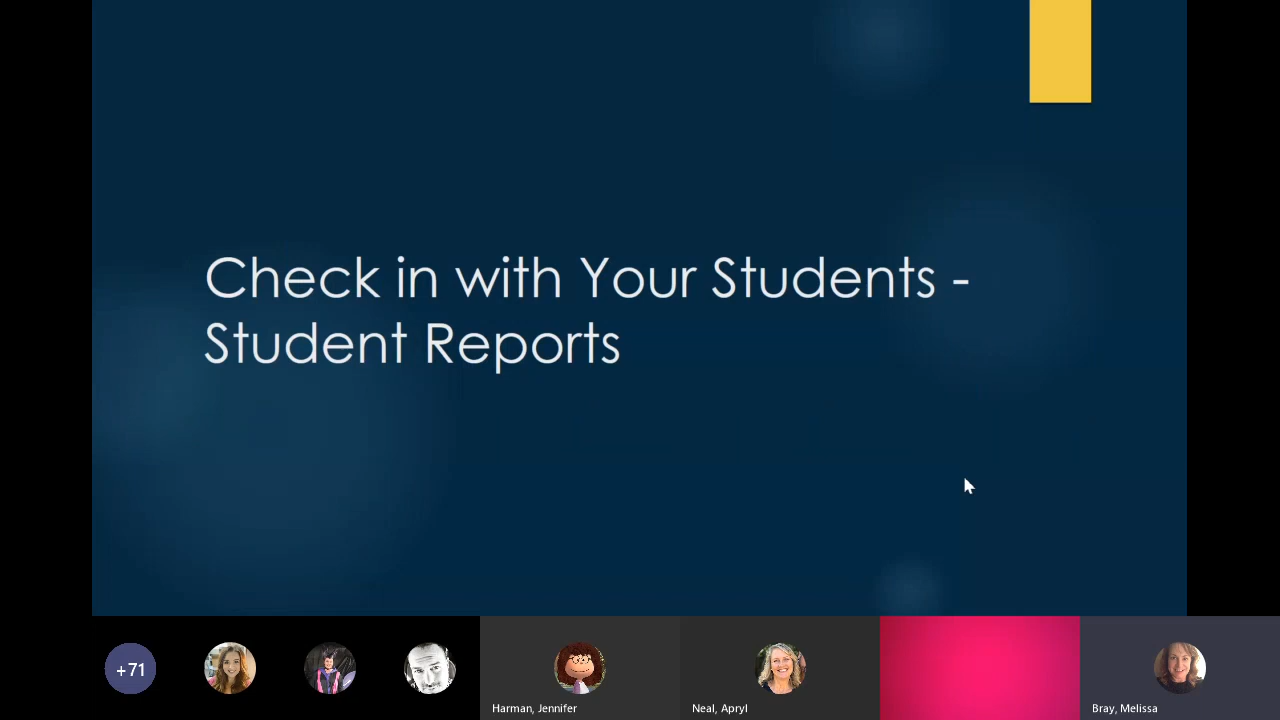 Check in with Your Students -
Student Reports
+71
Harman, Jennifer
Neal, Apryl
Bray, Melissa